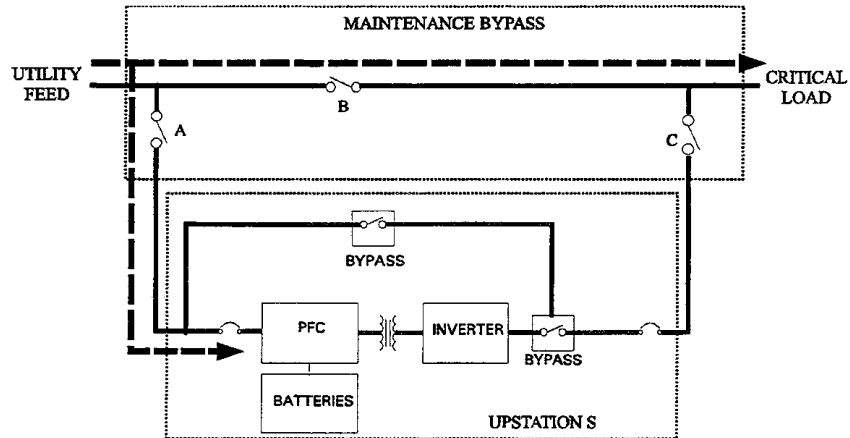 MAINTENANCE BYPASS
UTILITY
FEED
CRITICAL
LOAD
B
A
C
BYPASS
PFC
INVERTER
BYPASS
BATTERIES
UPSTATION S